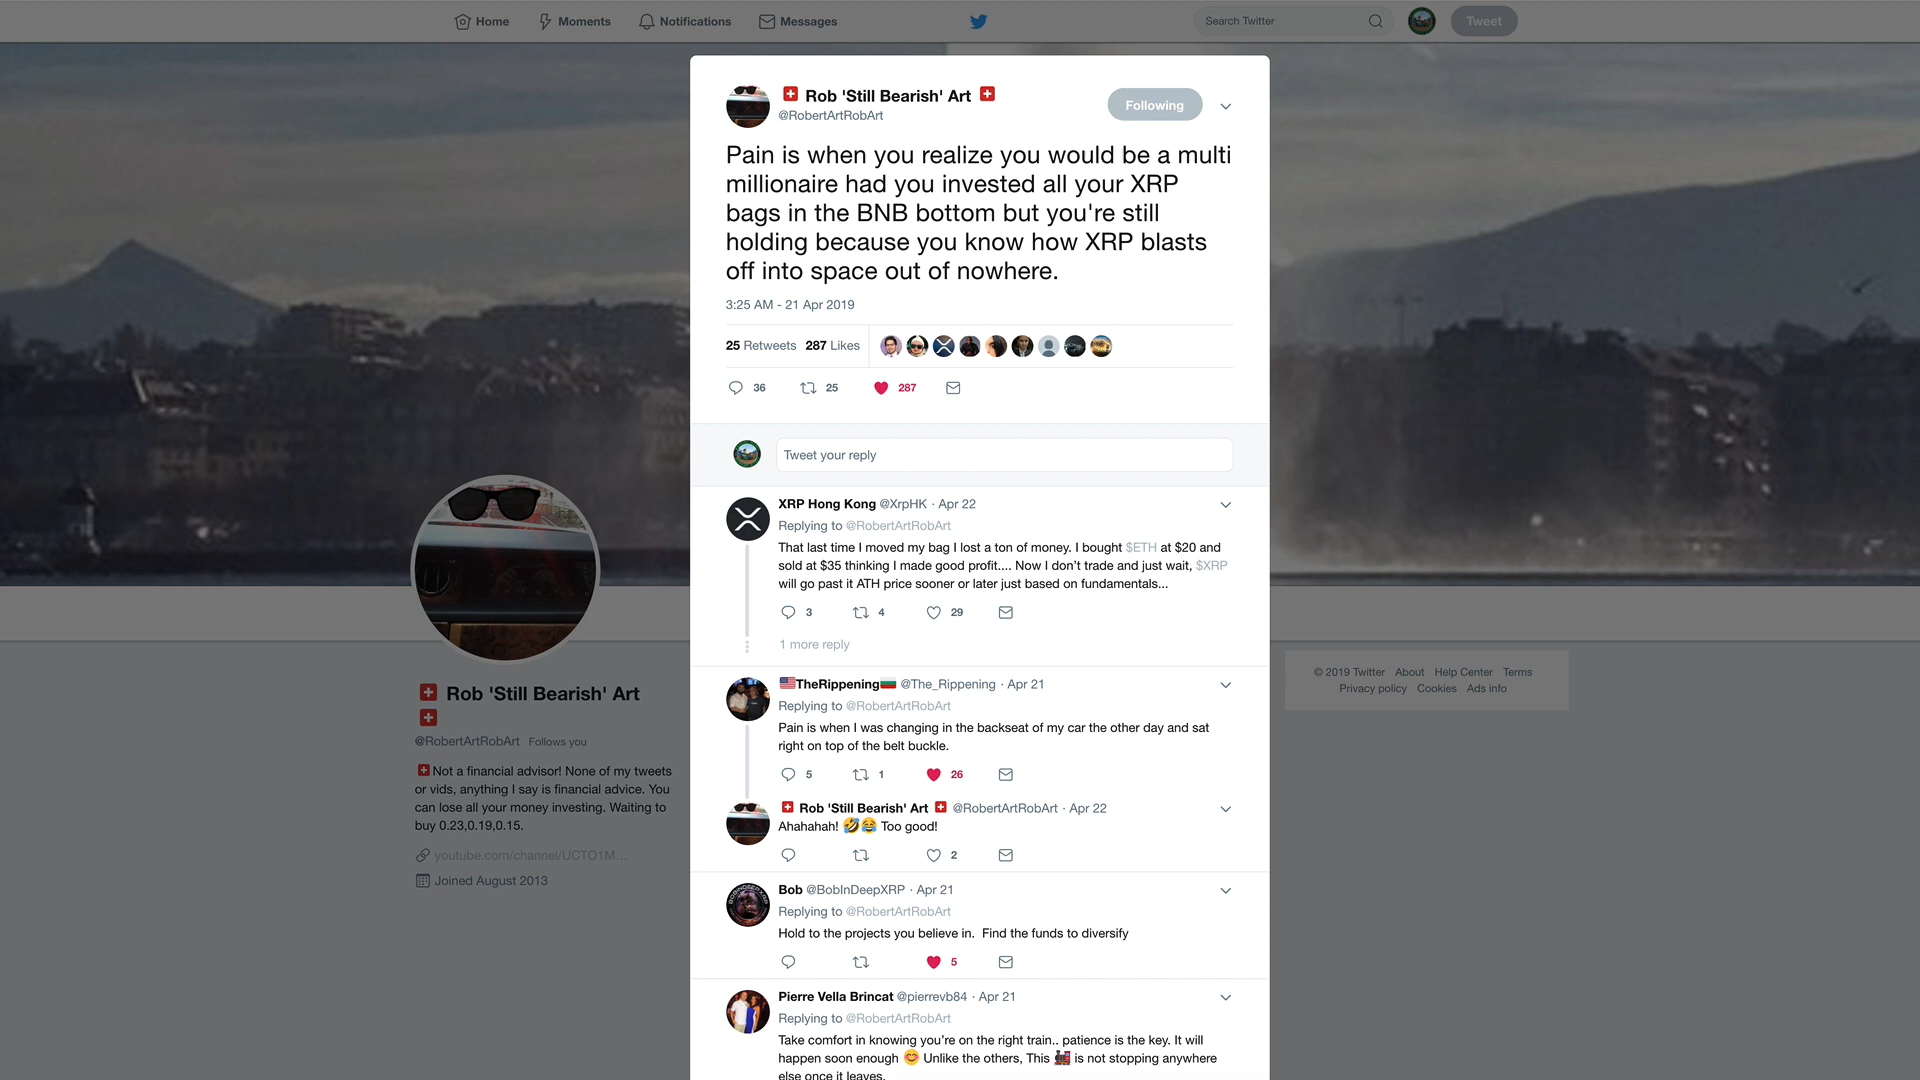 Home Moments Notifications Messages Search Twitter Tweet
Rob 'Still Bearish' Art
@RobertArtRobArt
Following
Pain is when you realize you would be a multi
millionaire had you invested all your XRP
bags in the BNB bottom but you're still
holding because you know how XRP blasts
off into space out of nowhere.
3:25 AM - 21 Apr 2019
25 Retweets 287 Likes
36 25 287
Tweet your reply
XRP Hong Kong @XrpHK · Apr 22
Replying to @RobertArtRobArt
That last time I moved my bag I lost a ton of money. I bought $ETH at $20 and
sold at $35 thinking I made good profit.... Now I don’t trade and just wait, $XRP
will go past it ATH price sooner or later just based on fundamentals...
3 4 29
1 more reply
🇺🇸TheRippening🇧🇬 @The_Rippening · Apr 21
Replying to @RobertArtRobArt
Pain is when I was changing in the backseat of my car the other day and sat
right on top of the belt buckle.
5 1 26
Rob 'Still Bearish' Art @RobertArtRobArt · Apr 22
Ahahahah! 🤣😂 Too good!
2
Bob @BobInDeepXRP · Apr 21
Replying to @RobertArtRobArt
Hold to the projects you believe in.  Find the funds to diversify
5
Pierre Vella Brincat @pierrevb84 · Apr 21
Replying to @RobertArtRobArt
Take comfort in knowing you’re on the right train.. patience is the key. It will
happen soon enough 😊 Unlike the others, This 🚂 is not stopping anywhere
else once it leaves.
Rob 'Still Bearish' Art
@RobertArtRobArt Follows you
Not a financial advisor! None of my tweets
or vids, anything I say is financial advice. You
can lose all your money investing. Waiting to
buy 0.23,0.19,0.15.
youtube.com/channel/UCTO1M…
Joined August 2013
© 2019 Twitter About Help Center Terms
Privacy policy Cookies Ads info